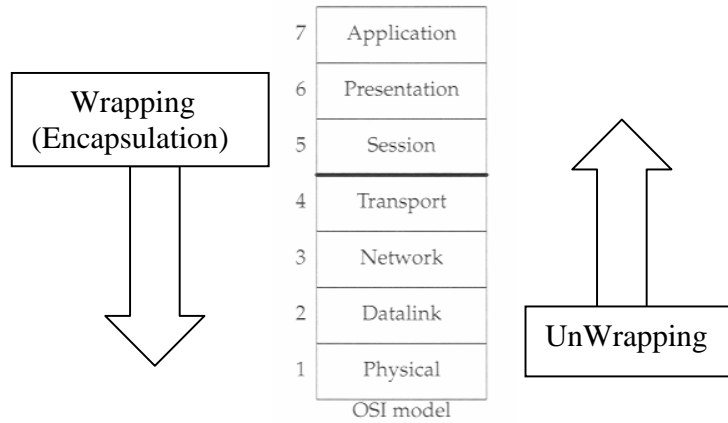 Wrapping
(Encapsulation)
7 Application
6 Presentation
5 Session
4 Transport
3 Network
2 Datalink
1 Physical
OSI model
UnWrapping